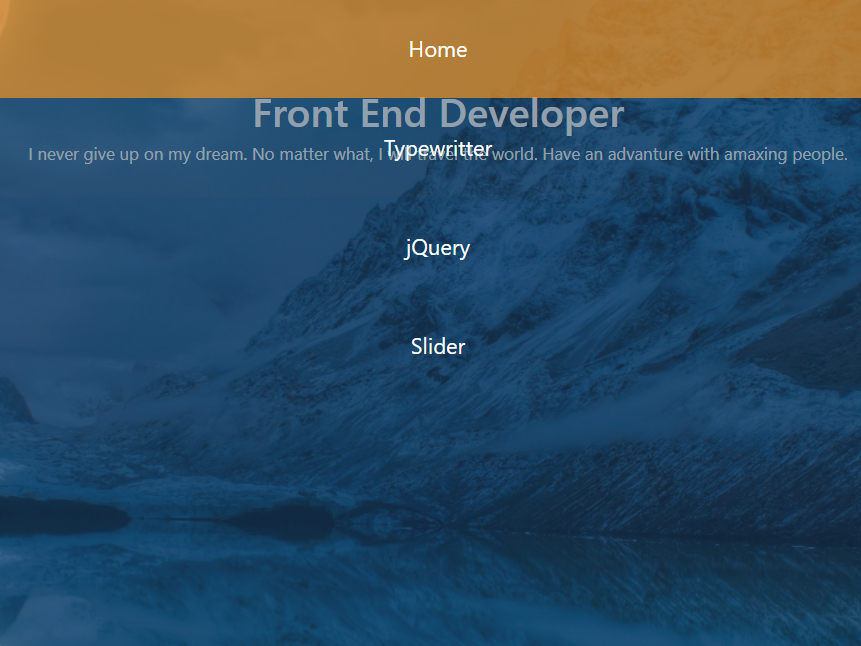 Home
Front End Developer
Typewritter
I never give up on my dream. No matter what, I will travel the world. Have an advanture with amaxing people.
jQuery
Slider